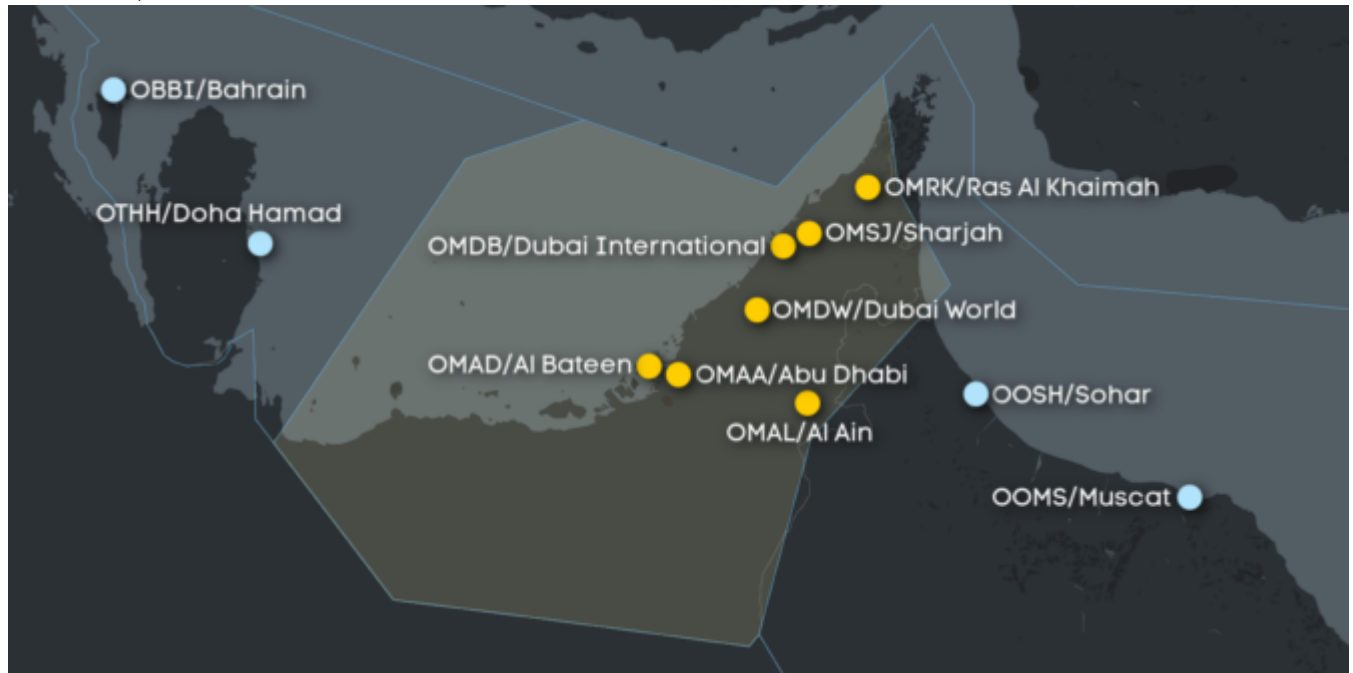 OBBI/Bahrain
OMRK/Ras Al Khaimah
OTHH/Doha Hamad
OMSJ/Sharjah
OMDB/Dubai International
OMDW/Dubai World
OMAD/Al Bateen
OMAA/Abu Dhabi
OOSH/Sohar
OMAL/Al Ain
OOMS/Muscat